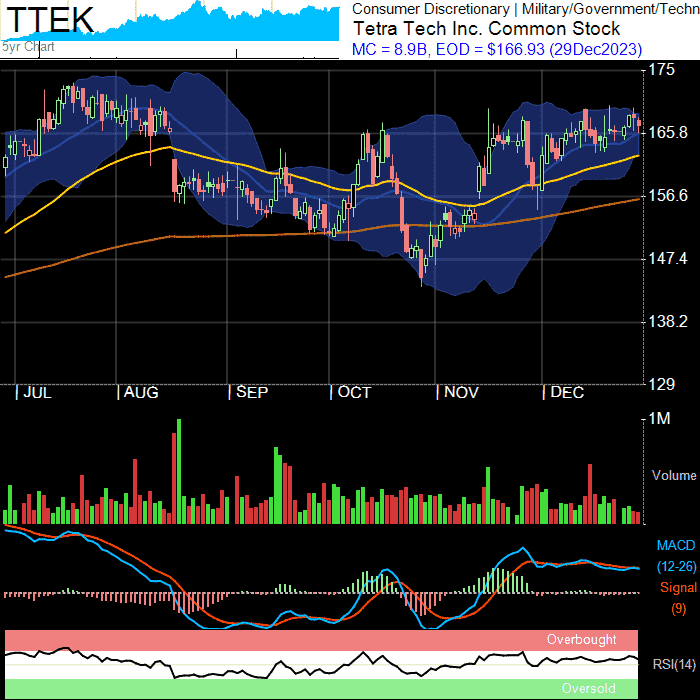 TTEK
5yr Chart
Consumer Discretionary | Military/Government/Techn
Tetra Tech Inc. Common Stock
MC = 8.9B, EOD = $166.93 (29Dec2023)
175
165.8
156.6
147.4
138.2
129
JUL AUG SEP OCT NOV DEC
1M
Volume
MACD
(12-26)
Signal
(9)
Overbought
RSI(14)
Oversold